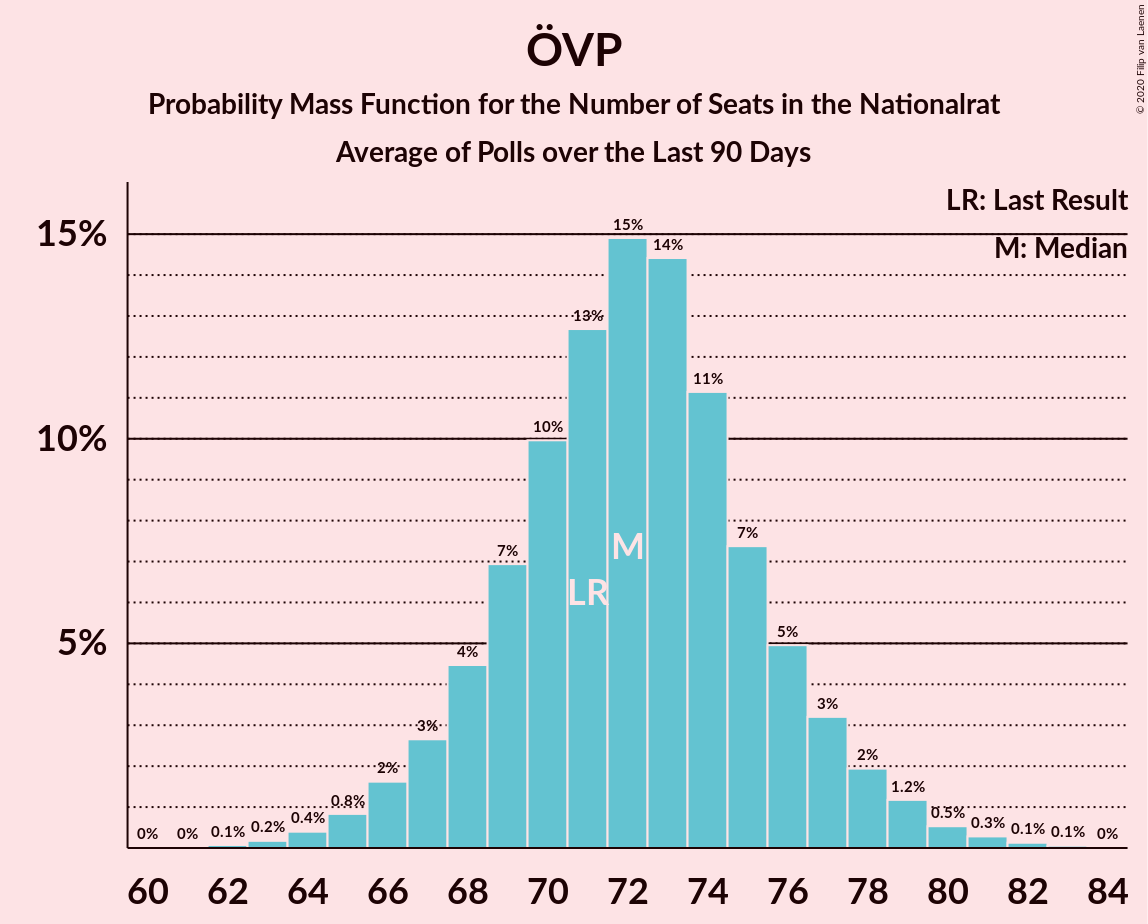 ÖVP
Probability Mass Function for the Number of Seats in the Nationalrat
Average of Polls over the Last 90 Days
© 2020 Filip van Laenen
LR: Last Result
M: Median
15%
10%
5%
0% 0% 0.1% 0.2% 0.4% 0.8% 2% 3% 4% 7% 10% 13% 15% 14% 11% 7% 5% 3% 2% 1.2% 0.5% 0.3% 0.1% 0.1% 0%
M
LR
60 62 64 66 68 70 72 74 76 78 80 82 84